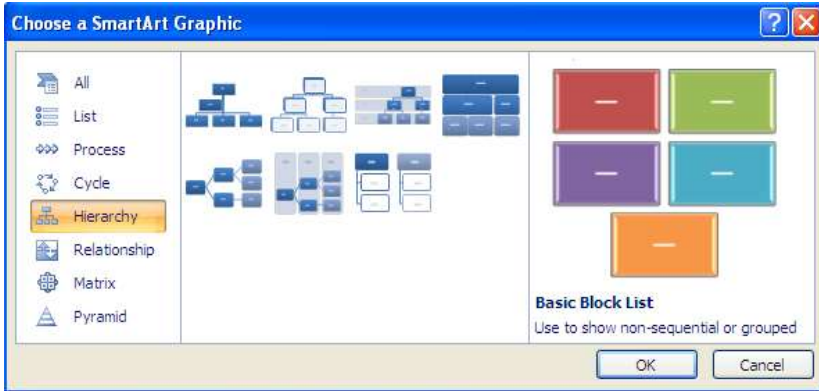 Choose a SmartArt Graphic
All
List
Process
Cycle
Hierarchy
Relationship
Matrix
Pyramid
Basic Block List
Use to show non-sequential or grouped
OK
Cancel